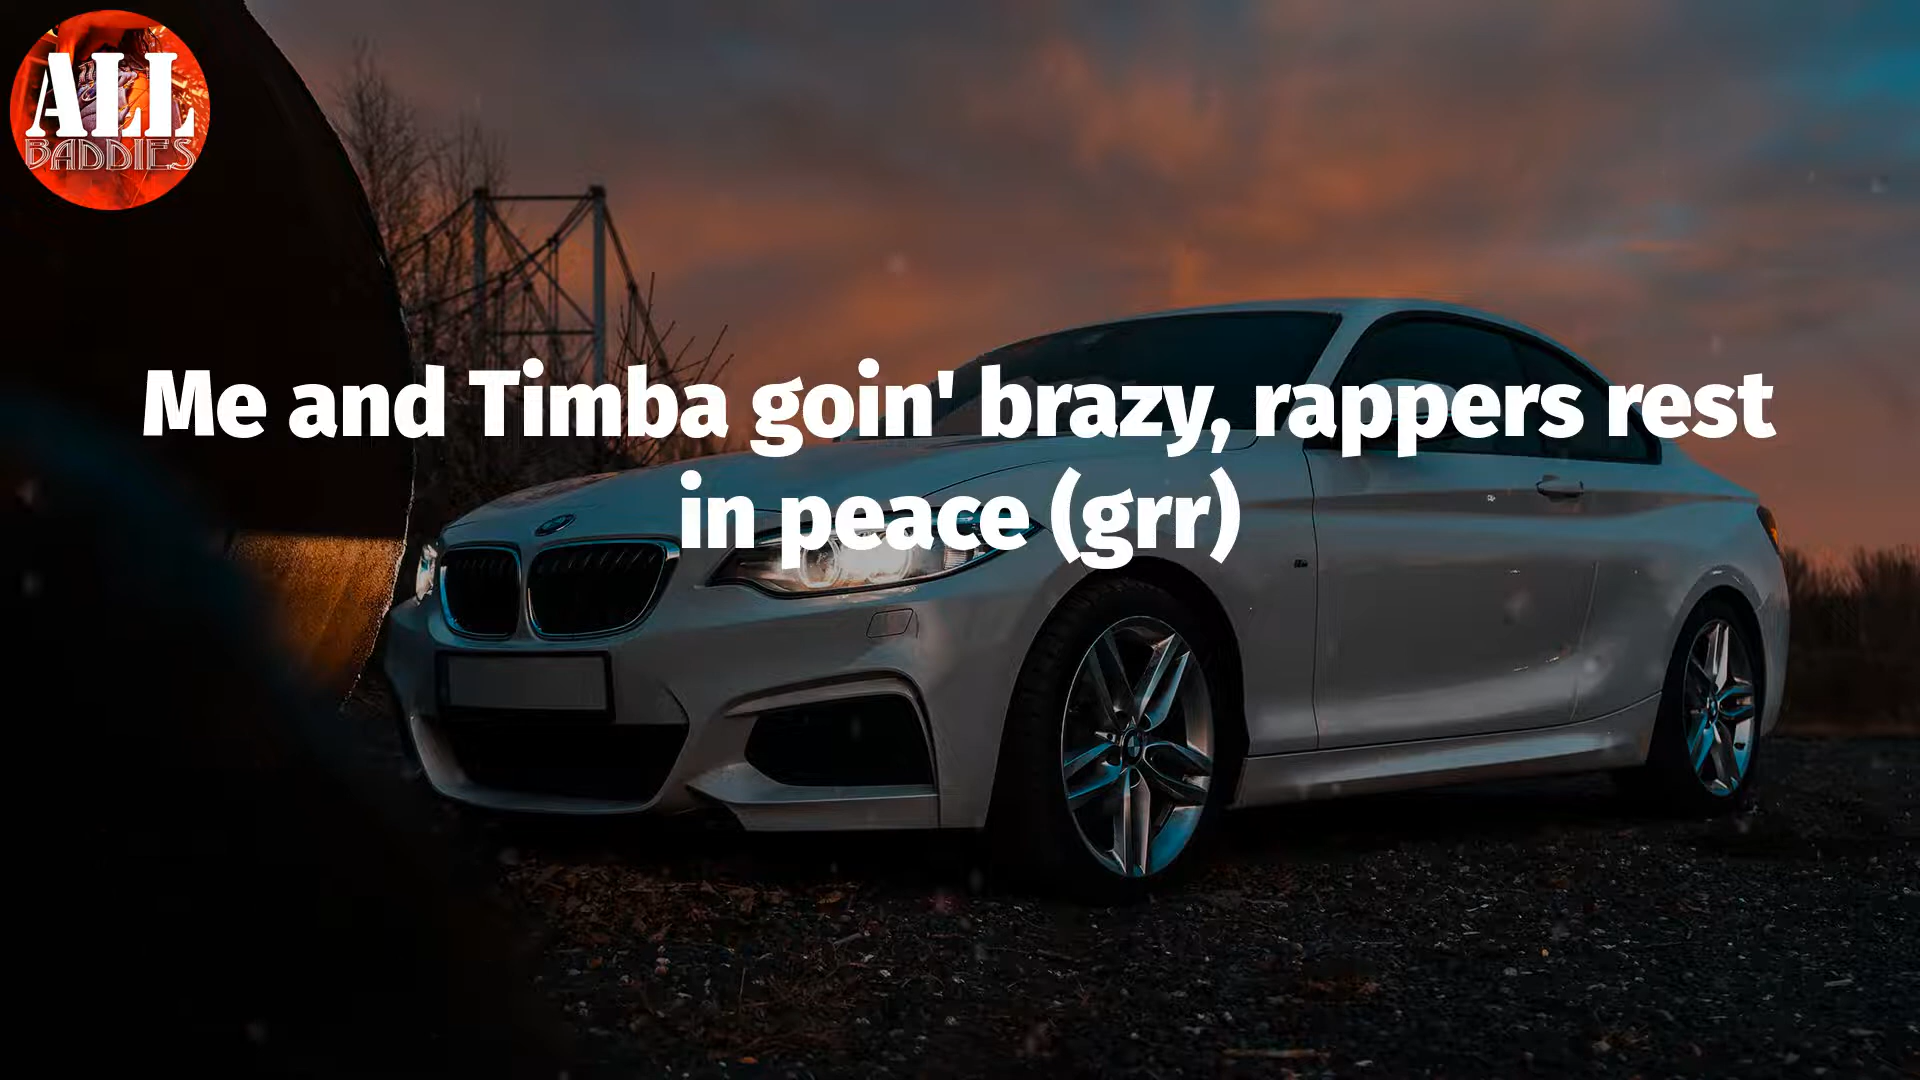 ALL
BADDIES
Me and Timba goin' brazy, rappers rest
in peace (grr)